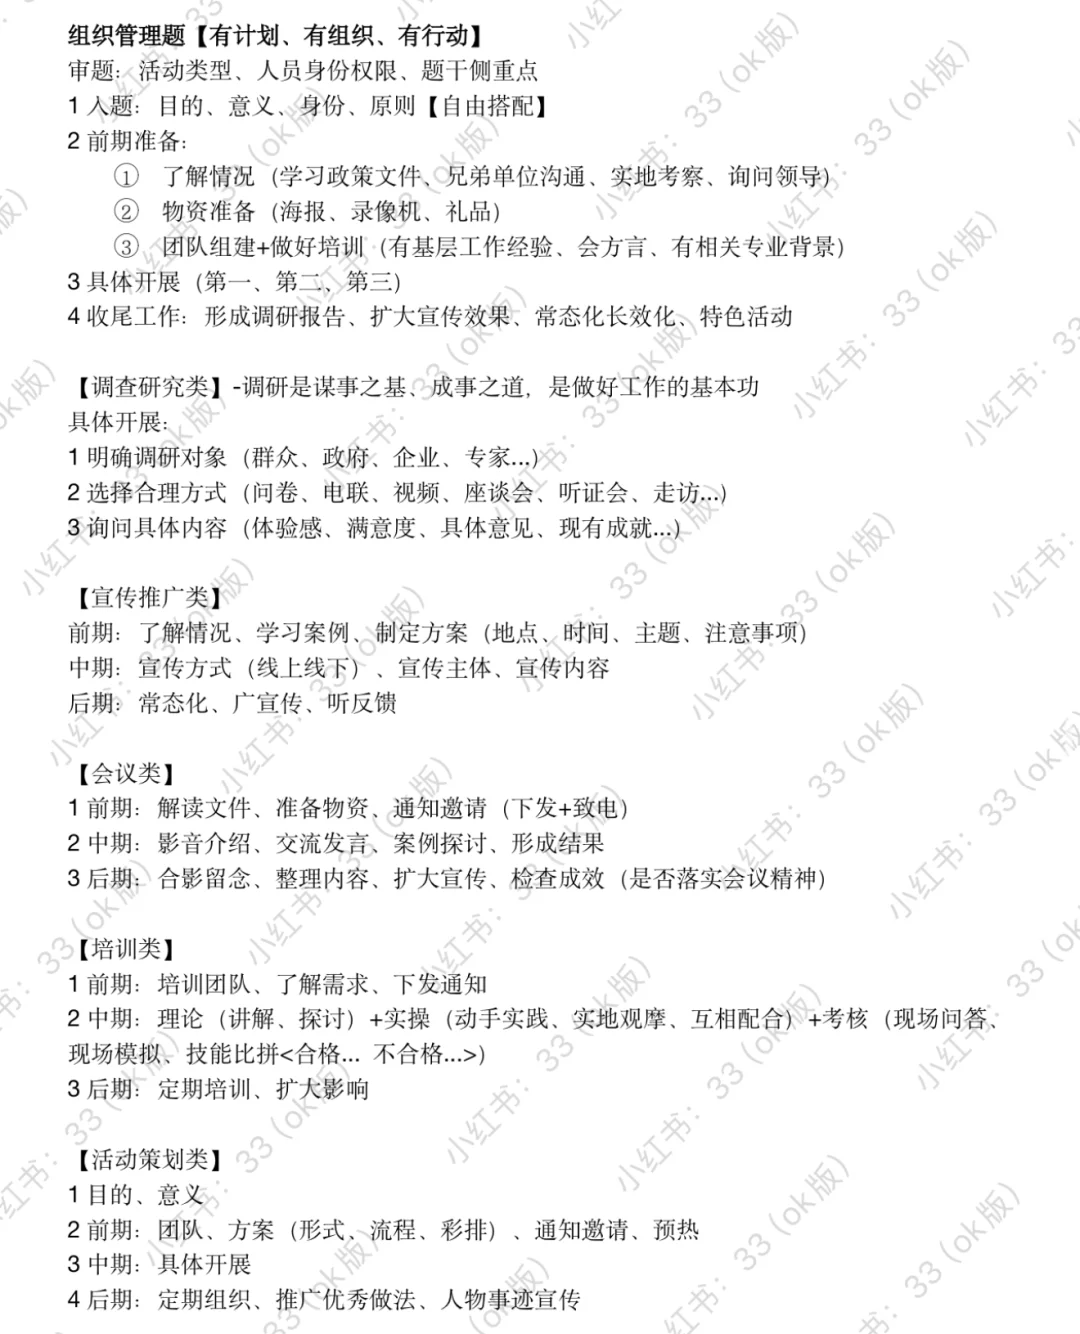 组织管理题【有计划、有组织、有行动】
审题：活动类型、人员身份权限、题干侧重点
1 入题：目的、意义、身份、原则【自由搭配】
2 前期准备：
① 了解情况（学习政策文件、兄弟单位沟通、实地考察、询问领导）
② 物资准备（海报、录像机、礼品）
③ 团队组建+做好培训（有基层工作经验、会方言、有相关专业背景）
3 具体开展（第一、第二、第三）
4 收尾工作：形成调研报告、扩大宣传效果、常态化长效化、特色活动
【调查研究类】-调研是谋事之基、成事之道，是做好工作的基本功
具体开展：
1 明确调研对象（群众、政府、企业、专家...）
2 选择合理方式（问卷、电联、视频、座谈会、听证会、走访...）
3 询问具体内容（体验感、满意度、具体意见、现有成就...）
【宣传推广类】
前期：了解情况、学习案例、制定方案（地点、时间、主题、注意事项）
中期：宣传方式（线上线下）、宣传主体、宣传内容
后期：常态化、广宣传、听反馈
【会议类】
1 前期：解读文件、准备物资、通知邀请（下发+致电）
2 中期：影音介绍、交流发言、案例探讨、形成结果
3 后期：合影留念、整理内容、扩大宣传、检查成效（是否落实会议精神）
【培训类】
1 前期：培训团队、了解需求、下发通知
2 中期：理论（讲解、探讨）+实操（动手实践、实地观摩、互相配合）+考核（现场问答、
现场模拟、技能比拼<合格... 不合格...>）
3 后期：定期培训、扩大影响
【活动策划类】
1 目的、意义
2 前期：团队、方案（形式、流程、彩排）、通知邀请、预热
3 中期：具体开展
4 后期：定期组织、推广优秀做法、人物事迹宣传
小红书：33（ok版）